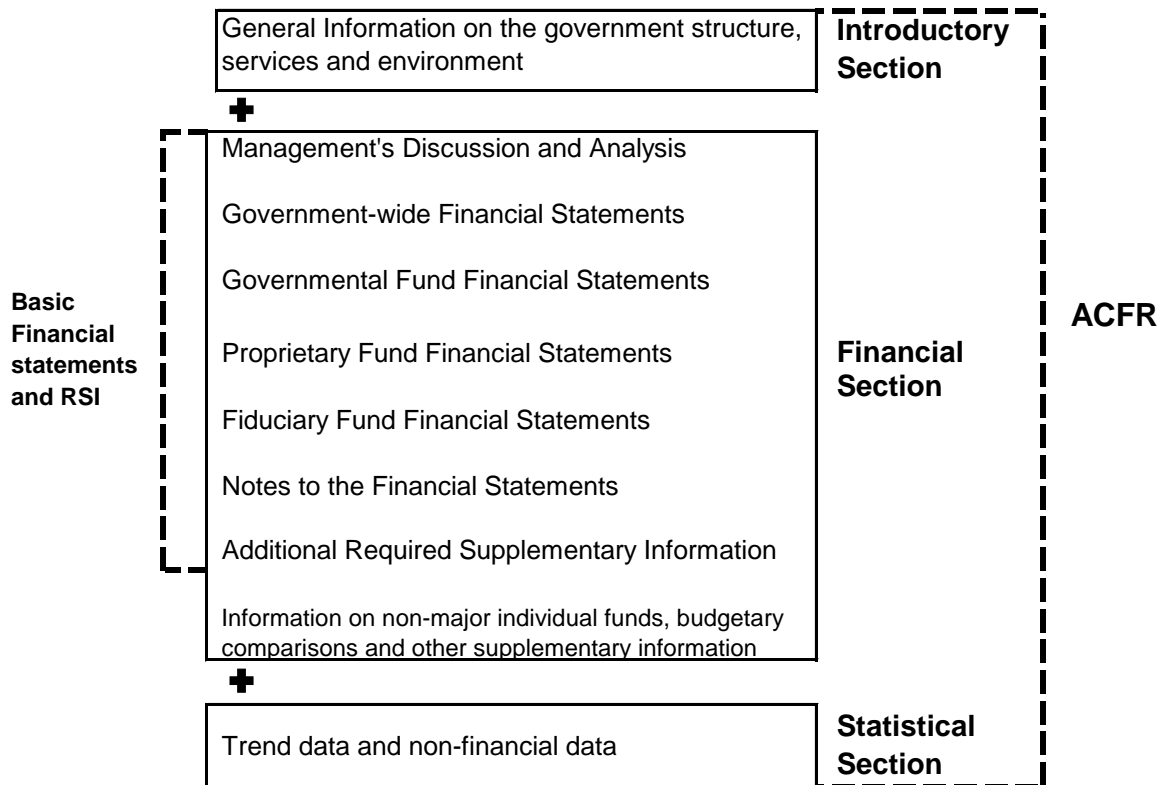 General Information on the government structure,
services and environment
Introductory
Section
Management's Discussion and Analysis
Government-wide Financial Statements
Governmental Fund Financial Statements
Proprietary Fund Financial Statements
Fiduciary Fund Financial Statements
Notes to the Financial Statements
Additional Required Supplementary Information
Information on non-major individual funds, budgetary
comparisons and other supplementary information
Basic
Financial
statements
and RSI
Financial
Section
ACFR
Trend data and non-financial data
Statistical
Section